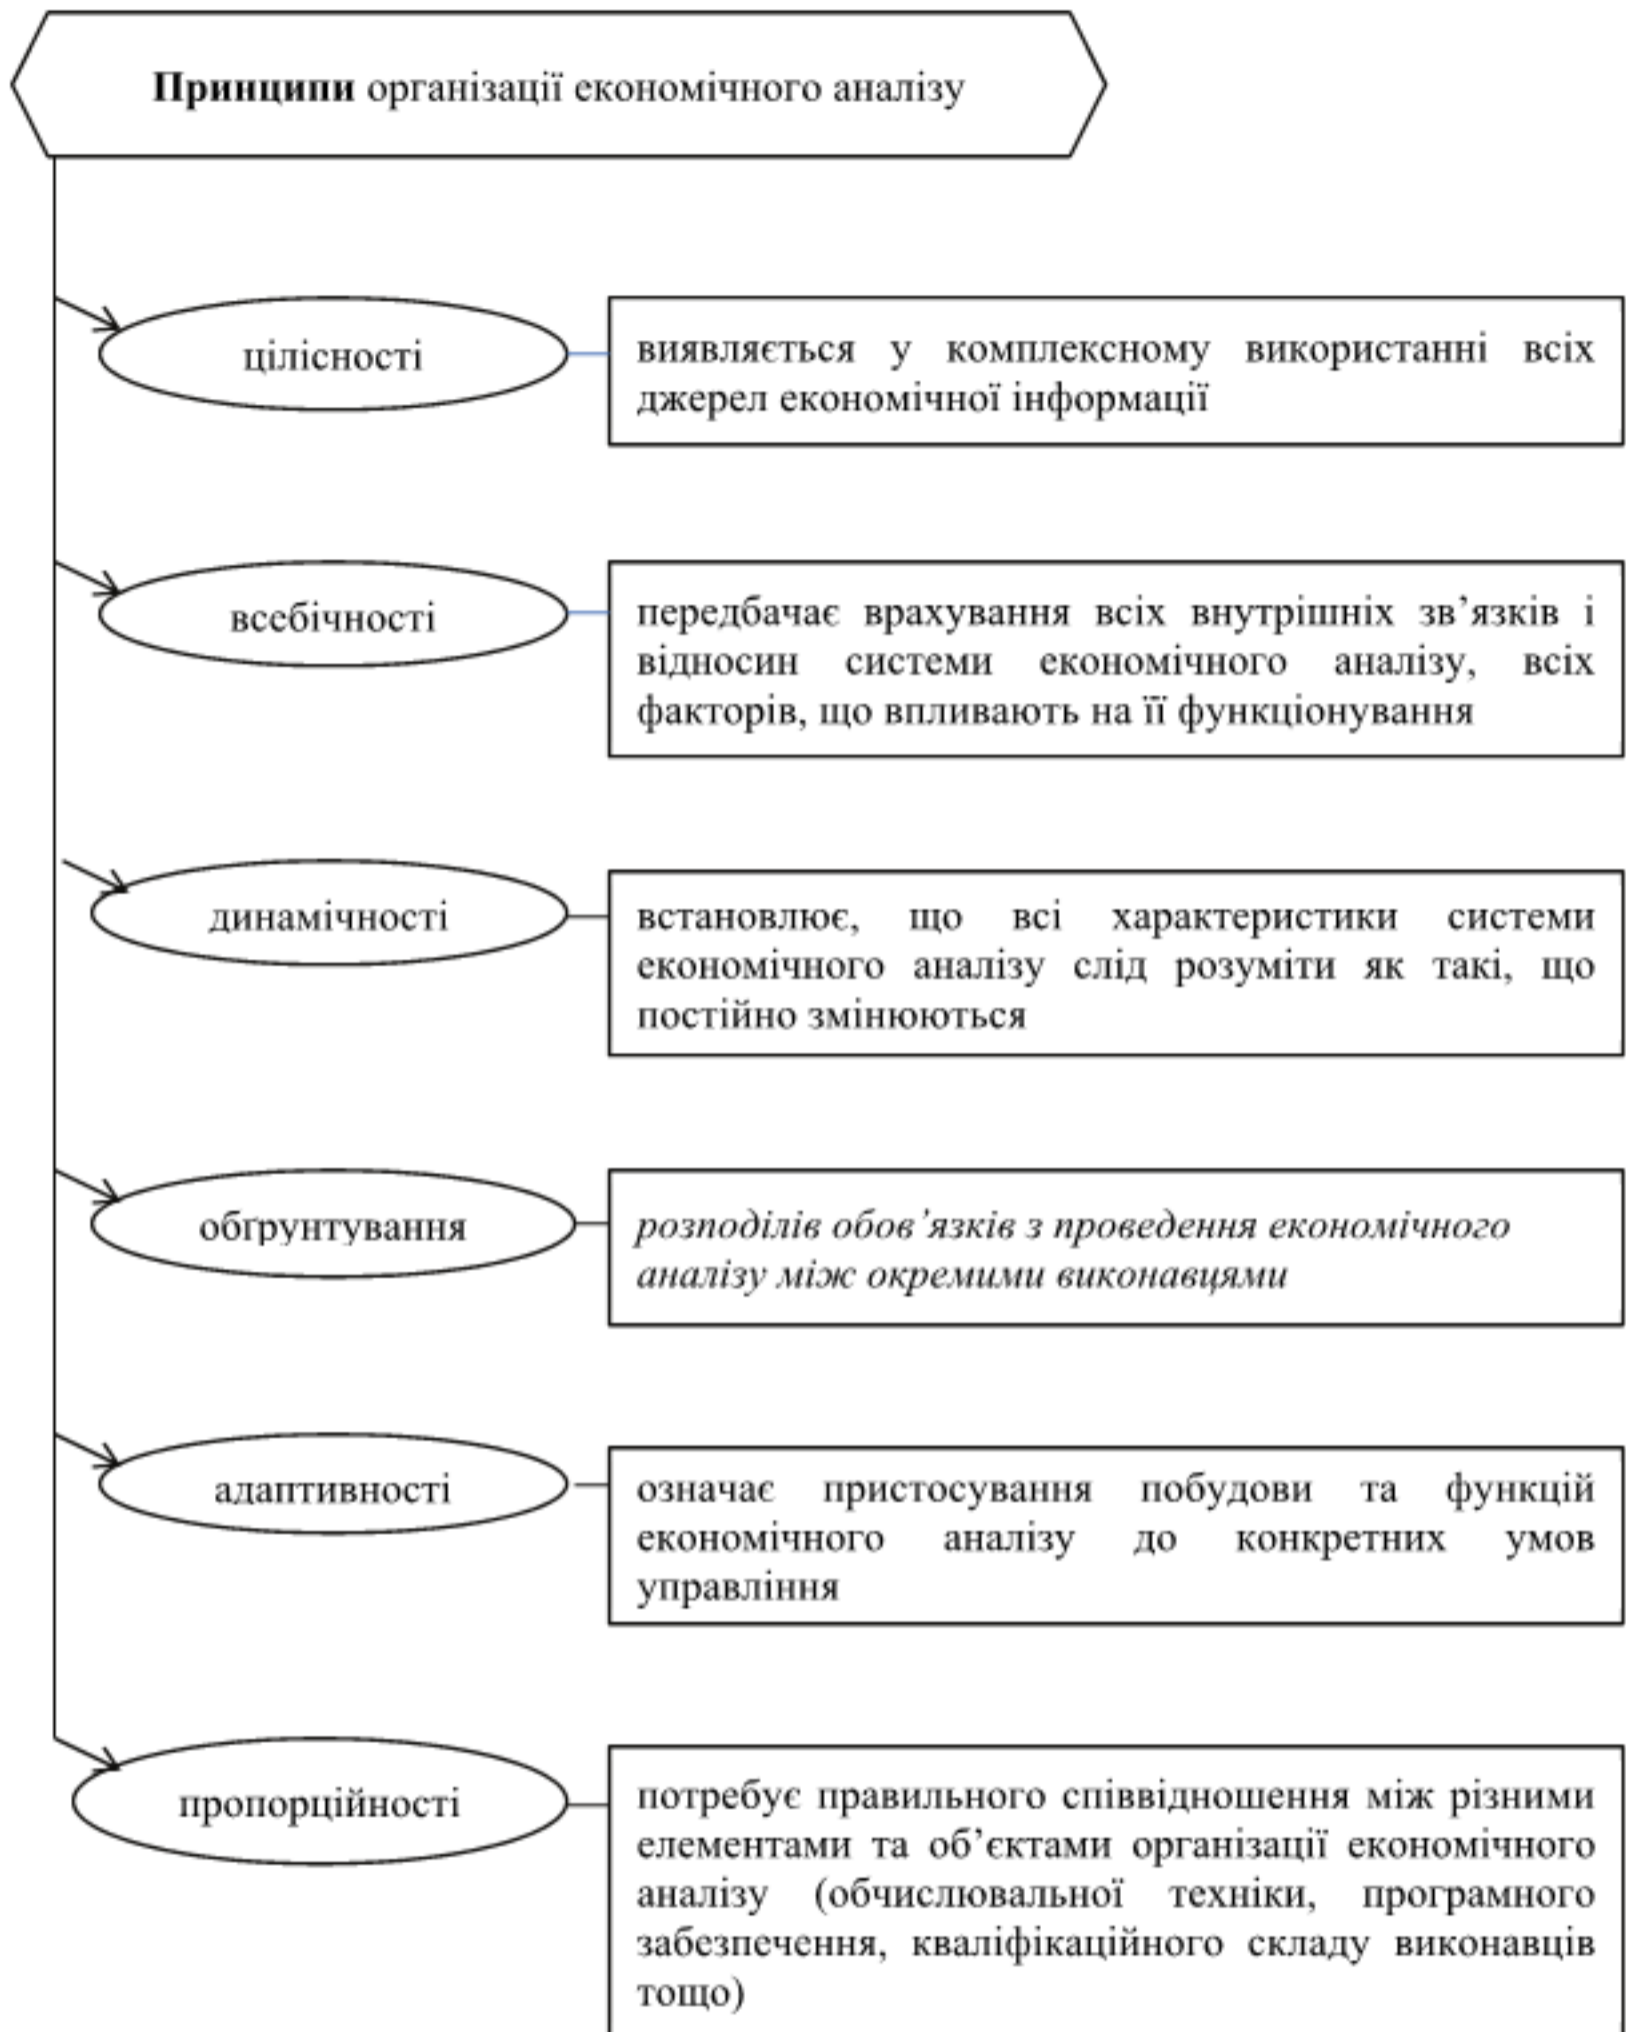 Принципи організації економічного аналізу
цілісності
виявляється у комплексному використанні всіх
джерел економічної інформації
всебічності
передбачає врахування всіх внутрішніх зв’язків і
відносин системи економічного аналізу, всіх
факторів, що впливають на її функціонування
динамічності
встановлює, що всі характеристики системи
економічного аналізу слід розуміти як такі, що
постійно змінюються
обґрунтування
розподілів обов’язків з проведення економічного
аналізу між окремими виконавцями
адаптивності
означає пристосування побудови та функцій
економічного аналізу до конкретних умов
управління
пропорційності
потребує правильного співвідношення між різними
елементами та об’єктами організації економічного
аналізу (обчислювальної техніки, програмного
забезпечення, кваліфікаційного складу виконавців
тощо)